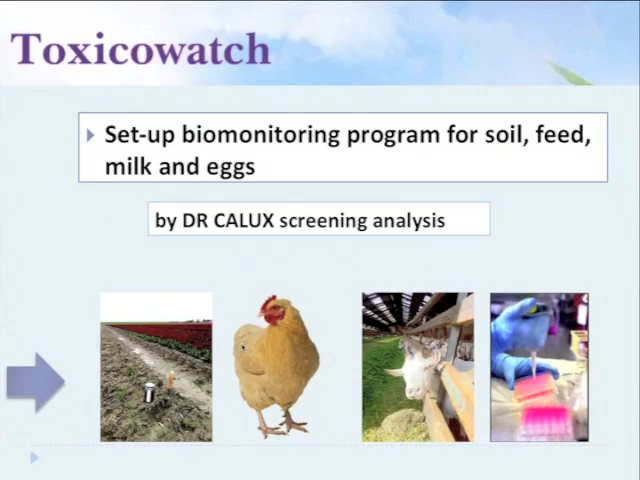 Toxicowatch
Set-up biomonitoring program for soil, feed,
milk and eggs
by DR CALUX screening analysis